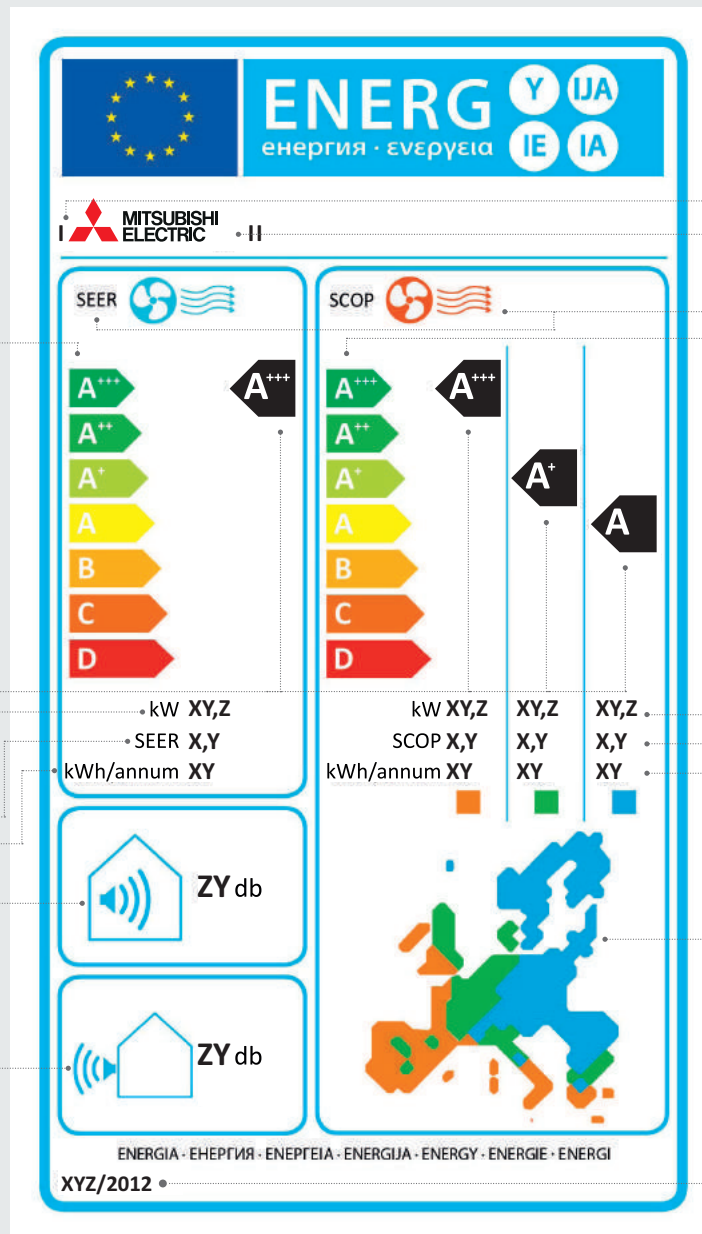 ENERG Y IJA
енергия · ενεργεια IE IA
I MITSUBISHI ELECTRIC II
SEER
A+++ A+++
A++
A+
A
B
C
D
kW XY,Z
SEER X,Y
kWh/annum XY
SCOP
A+++ A+++
A++
A+ A+
A A
B
C
D
kW XY,Z XY,Z XY,Z
SCOP X,Y X,Y X,Y
kWh/annum XY XY XY
ZY db
ZY db
ENERGIA · ЕНЕРГИЯ · ΕΝΕΡΓΕΙΑ · ENERGIJA · ENERGY · ENERGIE · ENERGI
XYZ/2012